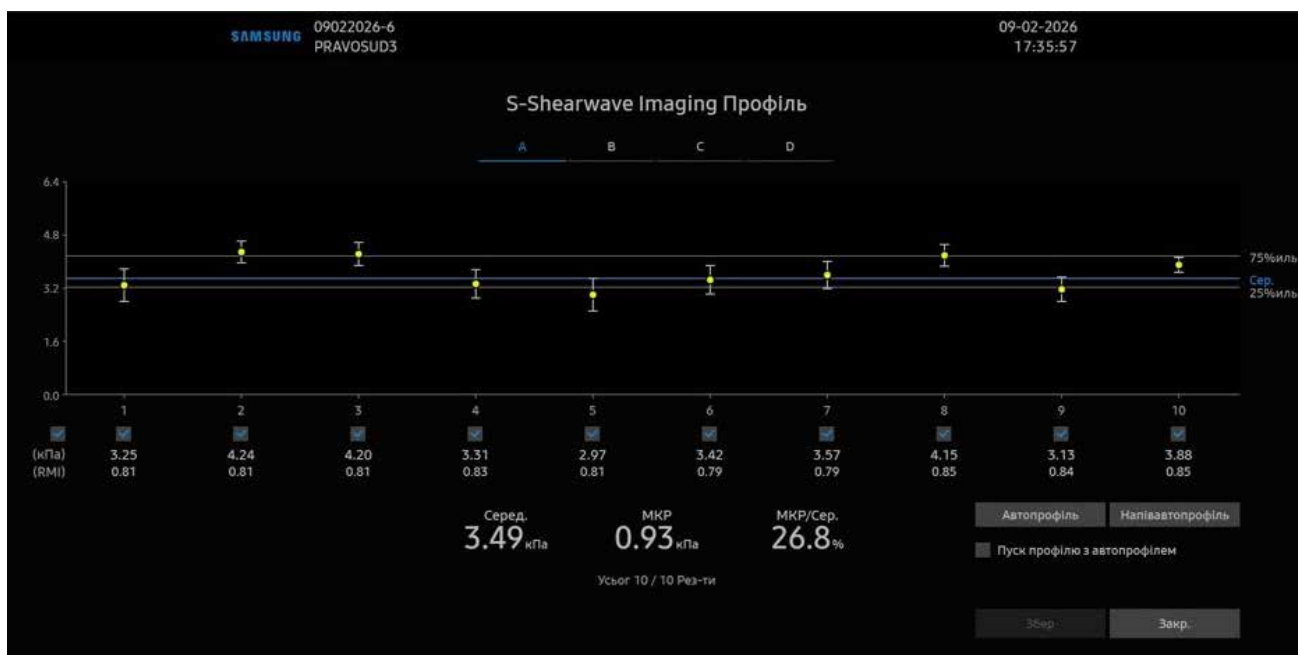 SAMSUNG 09022026-6
PRAVOSUD3
09-02-2026
17:35:57
S-Shearwave Imaging Профіль
A B C D
6.4
4.8
3.2
1.6
0.0
75%иль
Сер.
25%иль
1 2 3 4 5 6 7 8 9 10
(кПа) 3.25 4.24 4.20 3.31 2.97 3.42 3.57 4.15 3.13 3.88
(RMI) 0.81 0.81 0.81 0.83 0.81 0.79 0.79 0.85 0.84 0.85
Серед. МКР МКР/Сер.
3.49 кПа 0.93 кПа 26.8 %
Усьог 10 / 10 Рез-ти
Автопрофіль Напівавтопрофіль
Пуск профілю з автопрофілем
Збер Закр.